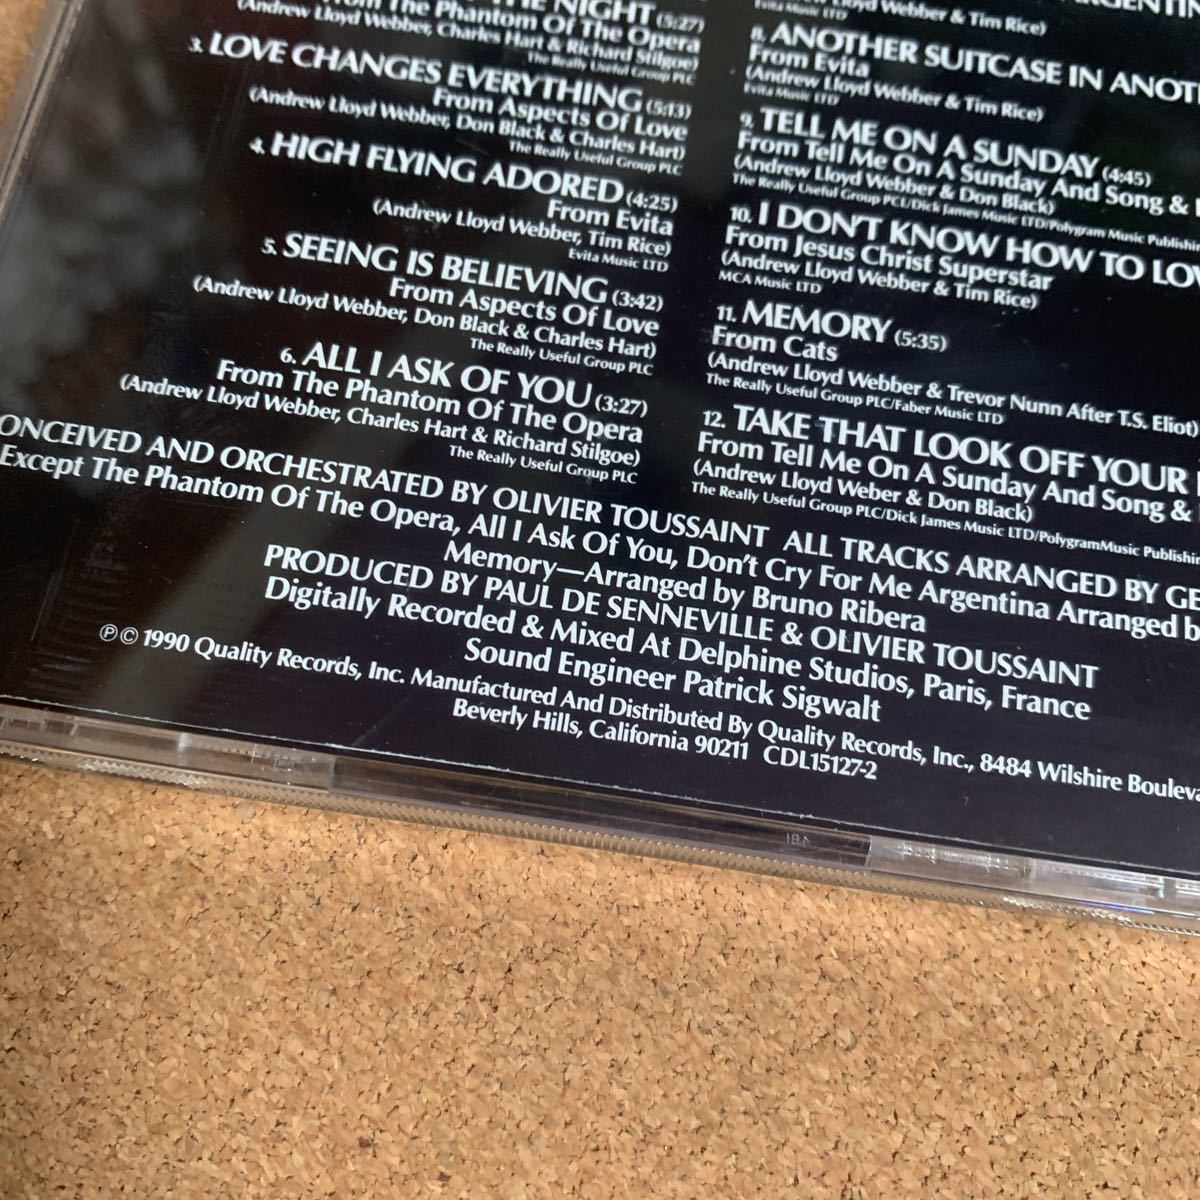 THE NIGHT (5:27)
From The Phantom Of The Opera
(Andrew Lloyd Webber, Charles Hart & Richard Stilgoe)
The Really Useful Group PLC
3. LOVE CHANGES EVERYTHING (5:13)
From Aspects Of Love
(Andrew Lloyd Webber, Don Black & Charles Hart)
The Really Useful Group PLC
4. HIGH FLYING ADORED (4:25)
From Evita
(Andrew Lloyd Webber, Tim Rice)
Evita Music LTD
5. SEEING IS BELIEVING (3:42)
From Aspects Of Love
(Andrew Lloyd Webber, Don Black & Charles Hart)
The Really Useful Group PLC
6. ALL I ASK OF YOU (3:27)
From The Phantom Of The Opera
(Andrew Lloyd Webber, Charles Hart & Richard Stilgoe)
The Really Useful Group PLC
Lloyd Webber & Tim Rice)
Evita Music LTD
8. ANOTHER SUITCASE IN
From Evita
(Andrew Lloyd Webber & Tim Rice)
Evita Music LTD
9. TELL ME ON A SUNDAY (4:45)
From Tell Me On A Sunday And Song &
(Andrew Lloyd Webber & Don Black)
The Really Useful Group PCL/Dick James Music LTD/Polygram Music
10. I DON'T KNOW HOW TO
From Jesus Christ Superstar
(Andrew Lloyd Webber & Tim Rice)
MCA Music LTD
11. MEMORY (5:35)
From Cats
(Andrew Lloyd Webber & Trevor Nunn After T.S. Eliot)
The Really Useful Group PLC/Faber Music LTD
12. TAKE THAT LOOK OFF YOUR
From Tell Me On A Sunday And Song &
(Andrew Lloyd Weber & Don Black)
The Really Useful Group PLC/Dick James Music LTD/PolygramMusic
ONCEIVED AND ORCHESTRATED BY OLIVIER TOUSSAINT ALL TRACKS ARRANGED BY
Except The Phantom Of The Opera, All I Ask Of You, Don't Cry For Me Argentina Arranged
Memory—Arranged by Bruno Ribera
PRODUCED BY PAUL DE SENNEVILLE & OLIVIER TOUSSAINT
Digitally Recorded & Mixed At Delphine Studios, Paris, France
Sound Engineer Patrick Sigwalt
℗© 1990 Quality Records, Inc. Manufactured And Distributed By Quality Records, Inc., 8484 Wilshire
Beverly Hills, California 90211 CDL15127-2